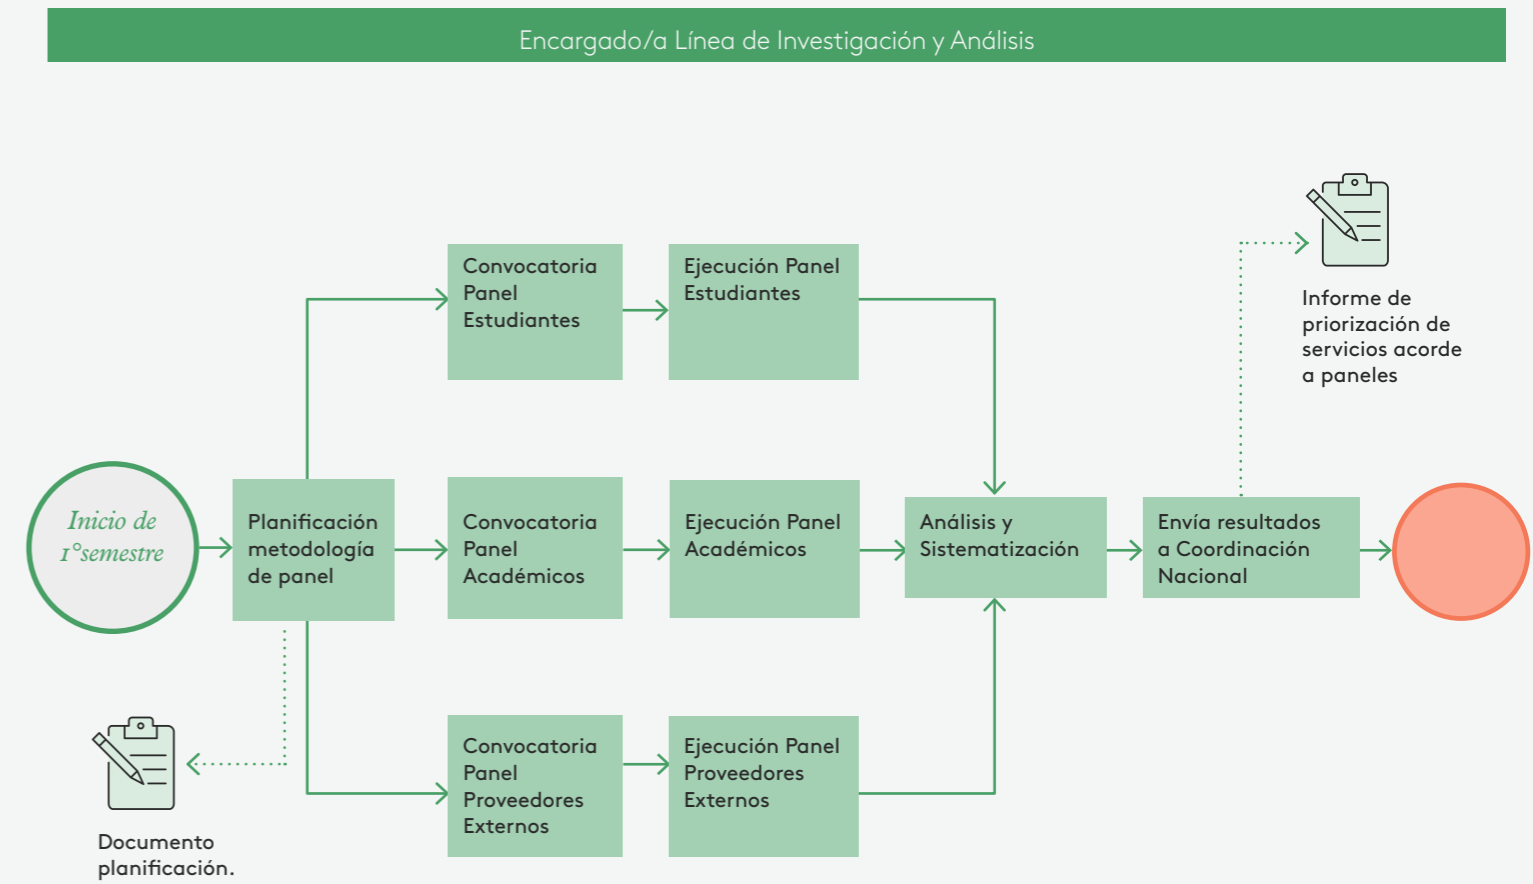 Encargado/a Línea de Investigación y Análisis
Informe de
priorización de
servicios acorde
a paneles
Convocatoria
Panel
Estudiantes
Ejecución Panel
Estudiantes
Inicio de
1°semestre
Planificación
metodología
de panel
Convocatoria
Panel
Académicos
Ejecución Panel
Académicos
Análisis y
Sistematización
Envía resultados
a Coordinación
Nacional
Convocatoria
Panel
Proveedores
Externos
Ejecución Panel
Proveedores
Externos
Documento
planificación.